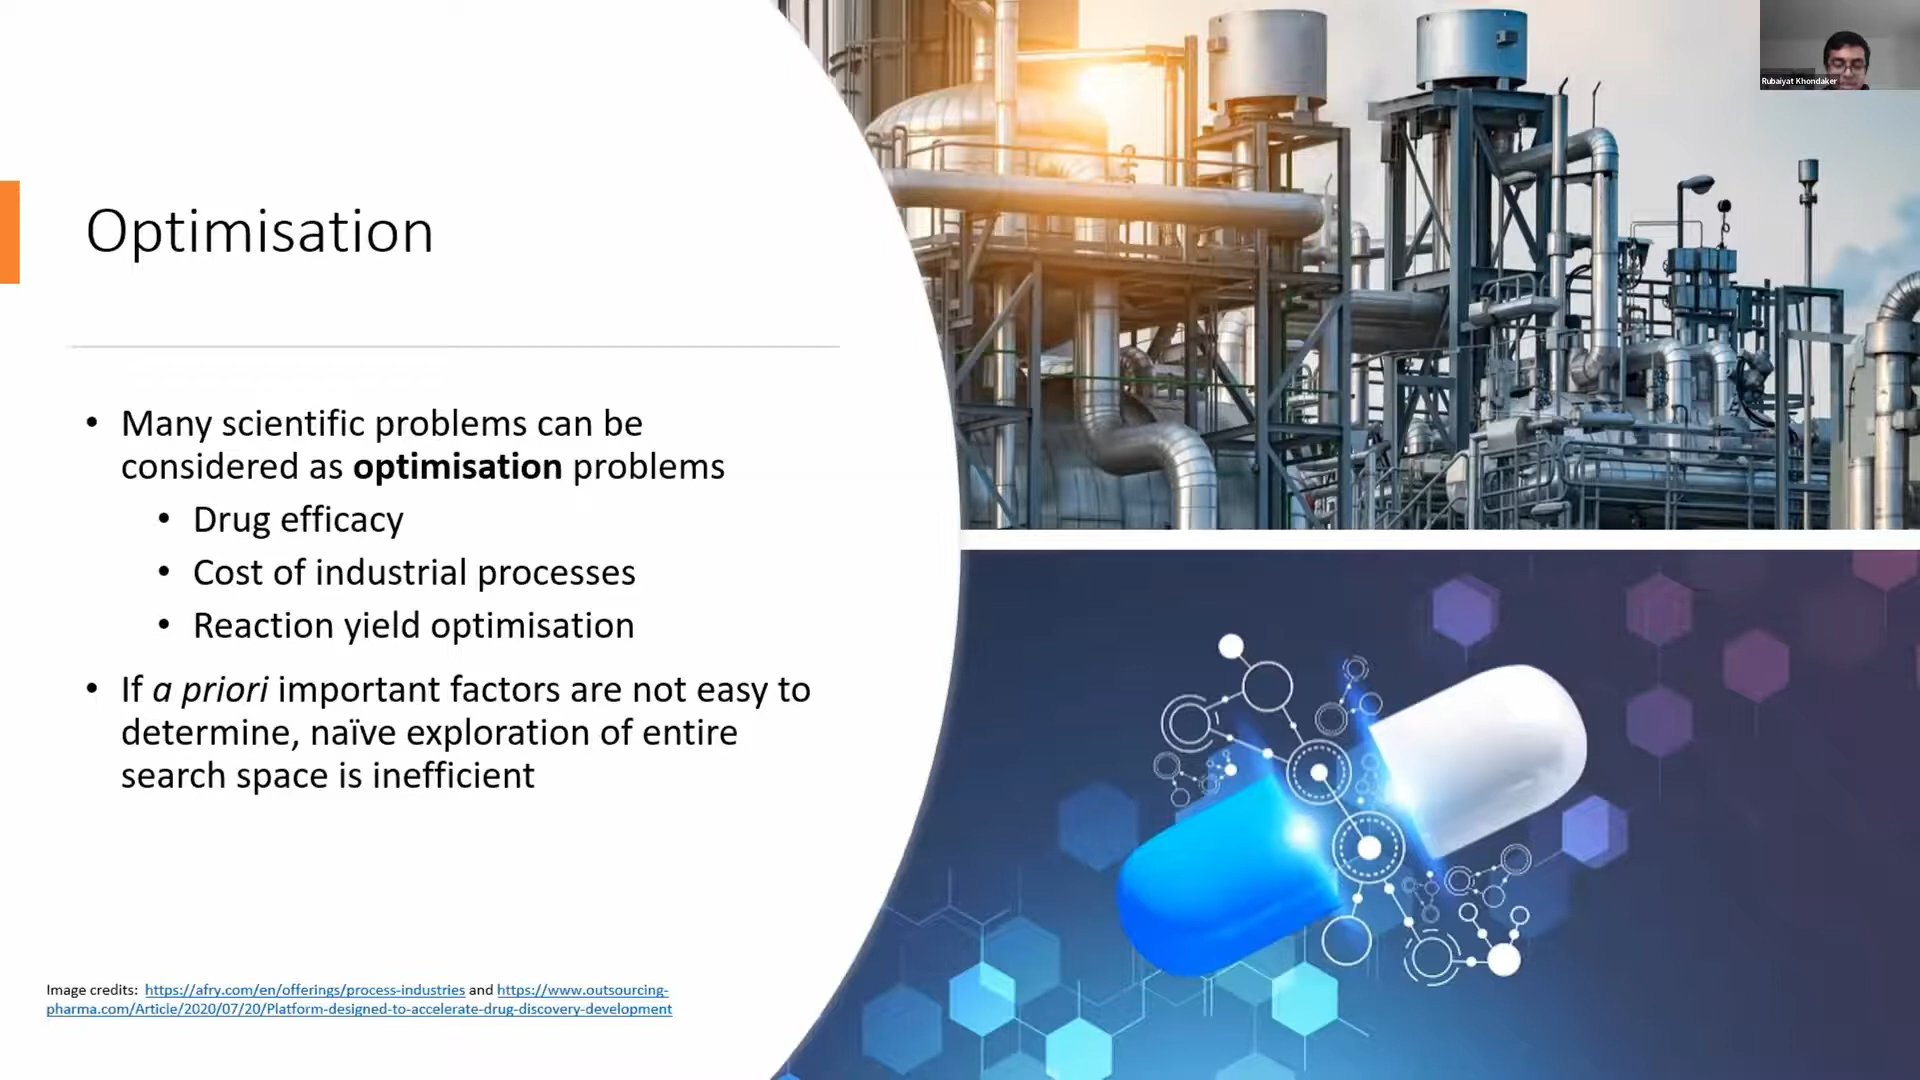 Rubaiyat Khondaker
Optimisation
• Many scientific problems can be
considered as optimisation problems
• Drug efficacy
• Cost of industrial processes
• Reaction yield optimisation
• If a priori important factors are not easy to
determine, naïve exploration of entire
search space is inefficient
Image credits: https://afry.com/en/offerings/process-industries and https://www.outsourcing-
pharma.com/Article/2020/07/20/Platform-designed-to-accelerate-drug-discovery-development